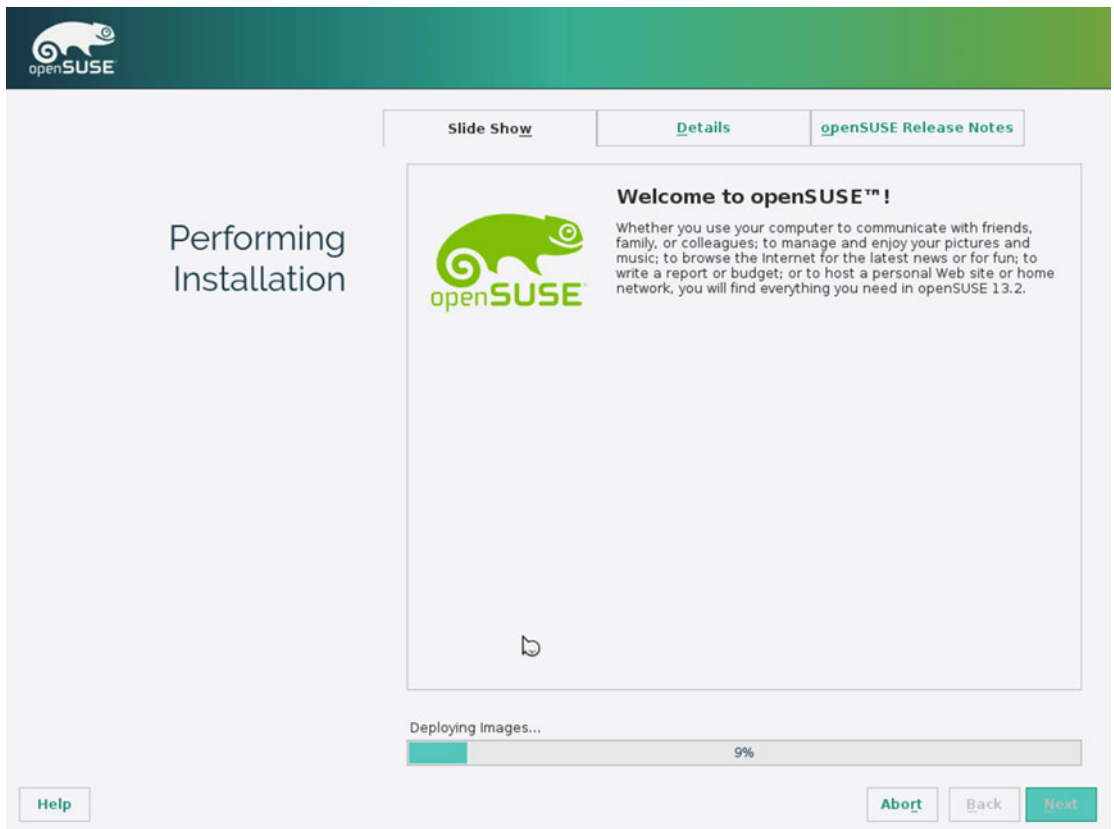 openSUSE
Slide Show
Details
openSUSE Release Notes
Performing
Installation
openSUSE
Welcome to openSUSE™!
Whether you use your computer to communicate with friends,
family, or colleagues; to manage and enjoy your pictures and
music; to browse the Internet for the latest news or for fun; to
write a report or budget; or to host a personal Web site or home
network, you will find everything you need in openSUSE 13.2.
Deploying Images...
9%
Help
Abort
Back
Next